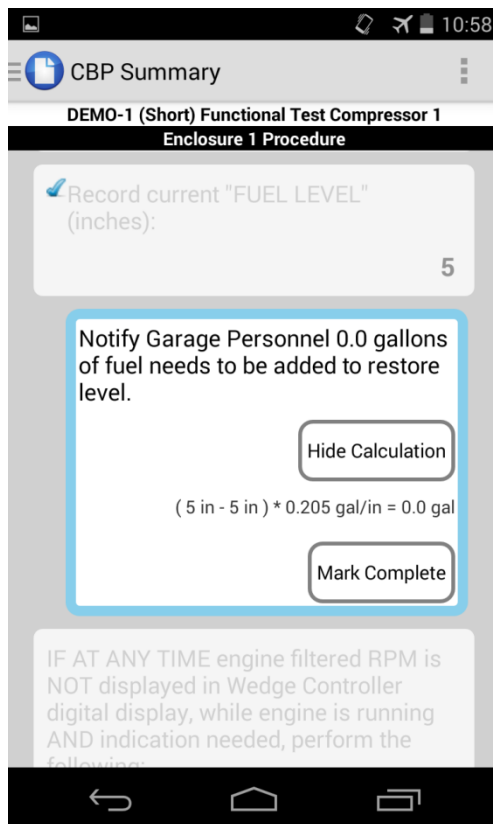 10:58
CBP Summary
DEMO-1 (Short) Functional Test Compressor 1
Enclosure 1 Procedure
Record current "FUEL LEVEL"
(inches):
5
Notify Garage Personnel 0.0 gallons
of fuel needs to be added to restore
level.
Hide Calculation
( 5 in - 5 in ) * 0.205 gal/in = 0.0 gal
Mark Complete
IF AT ANY TIME engine filtered RPM is
NOT displayed in Wedge Controller
digital display, while engine is running
AND indication needed, perform the
following: